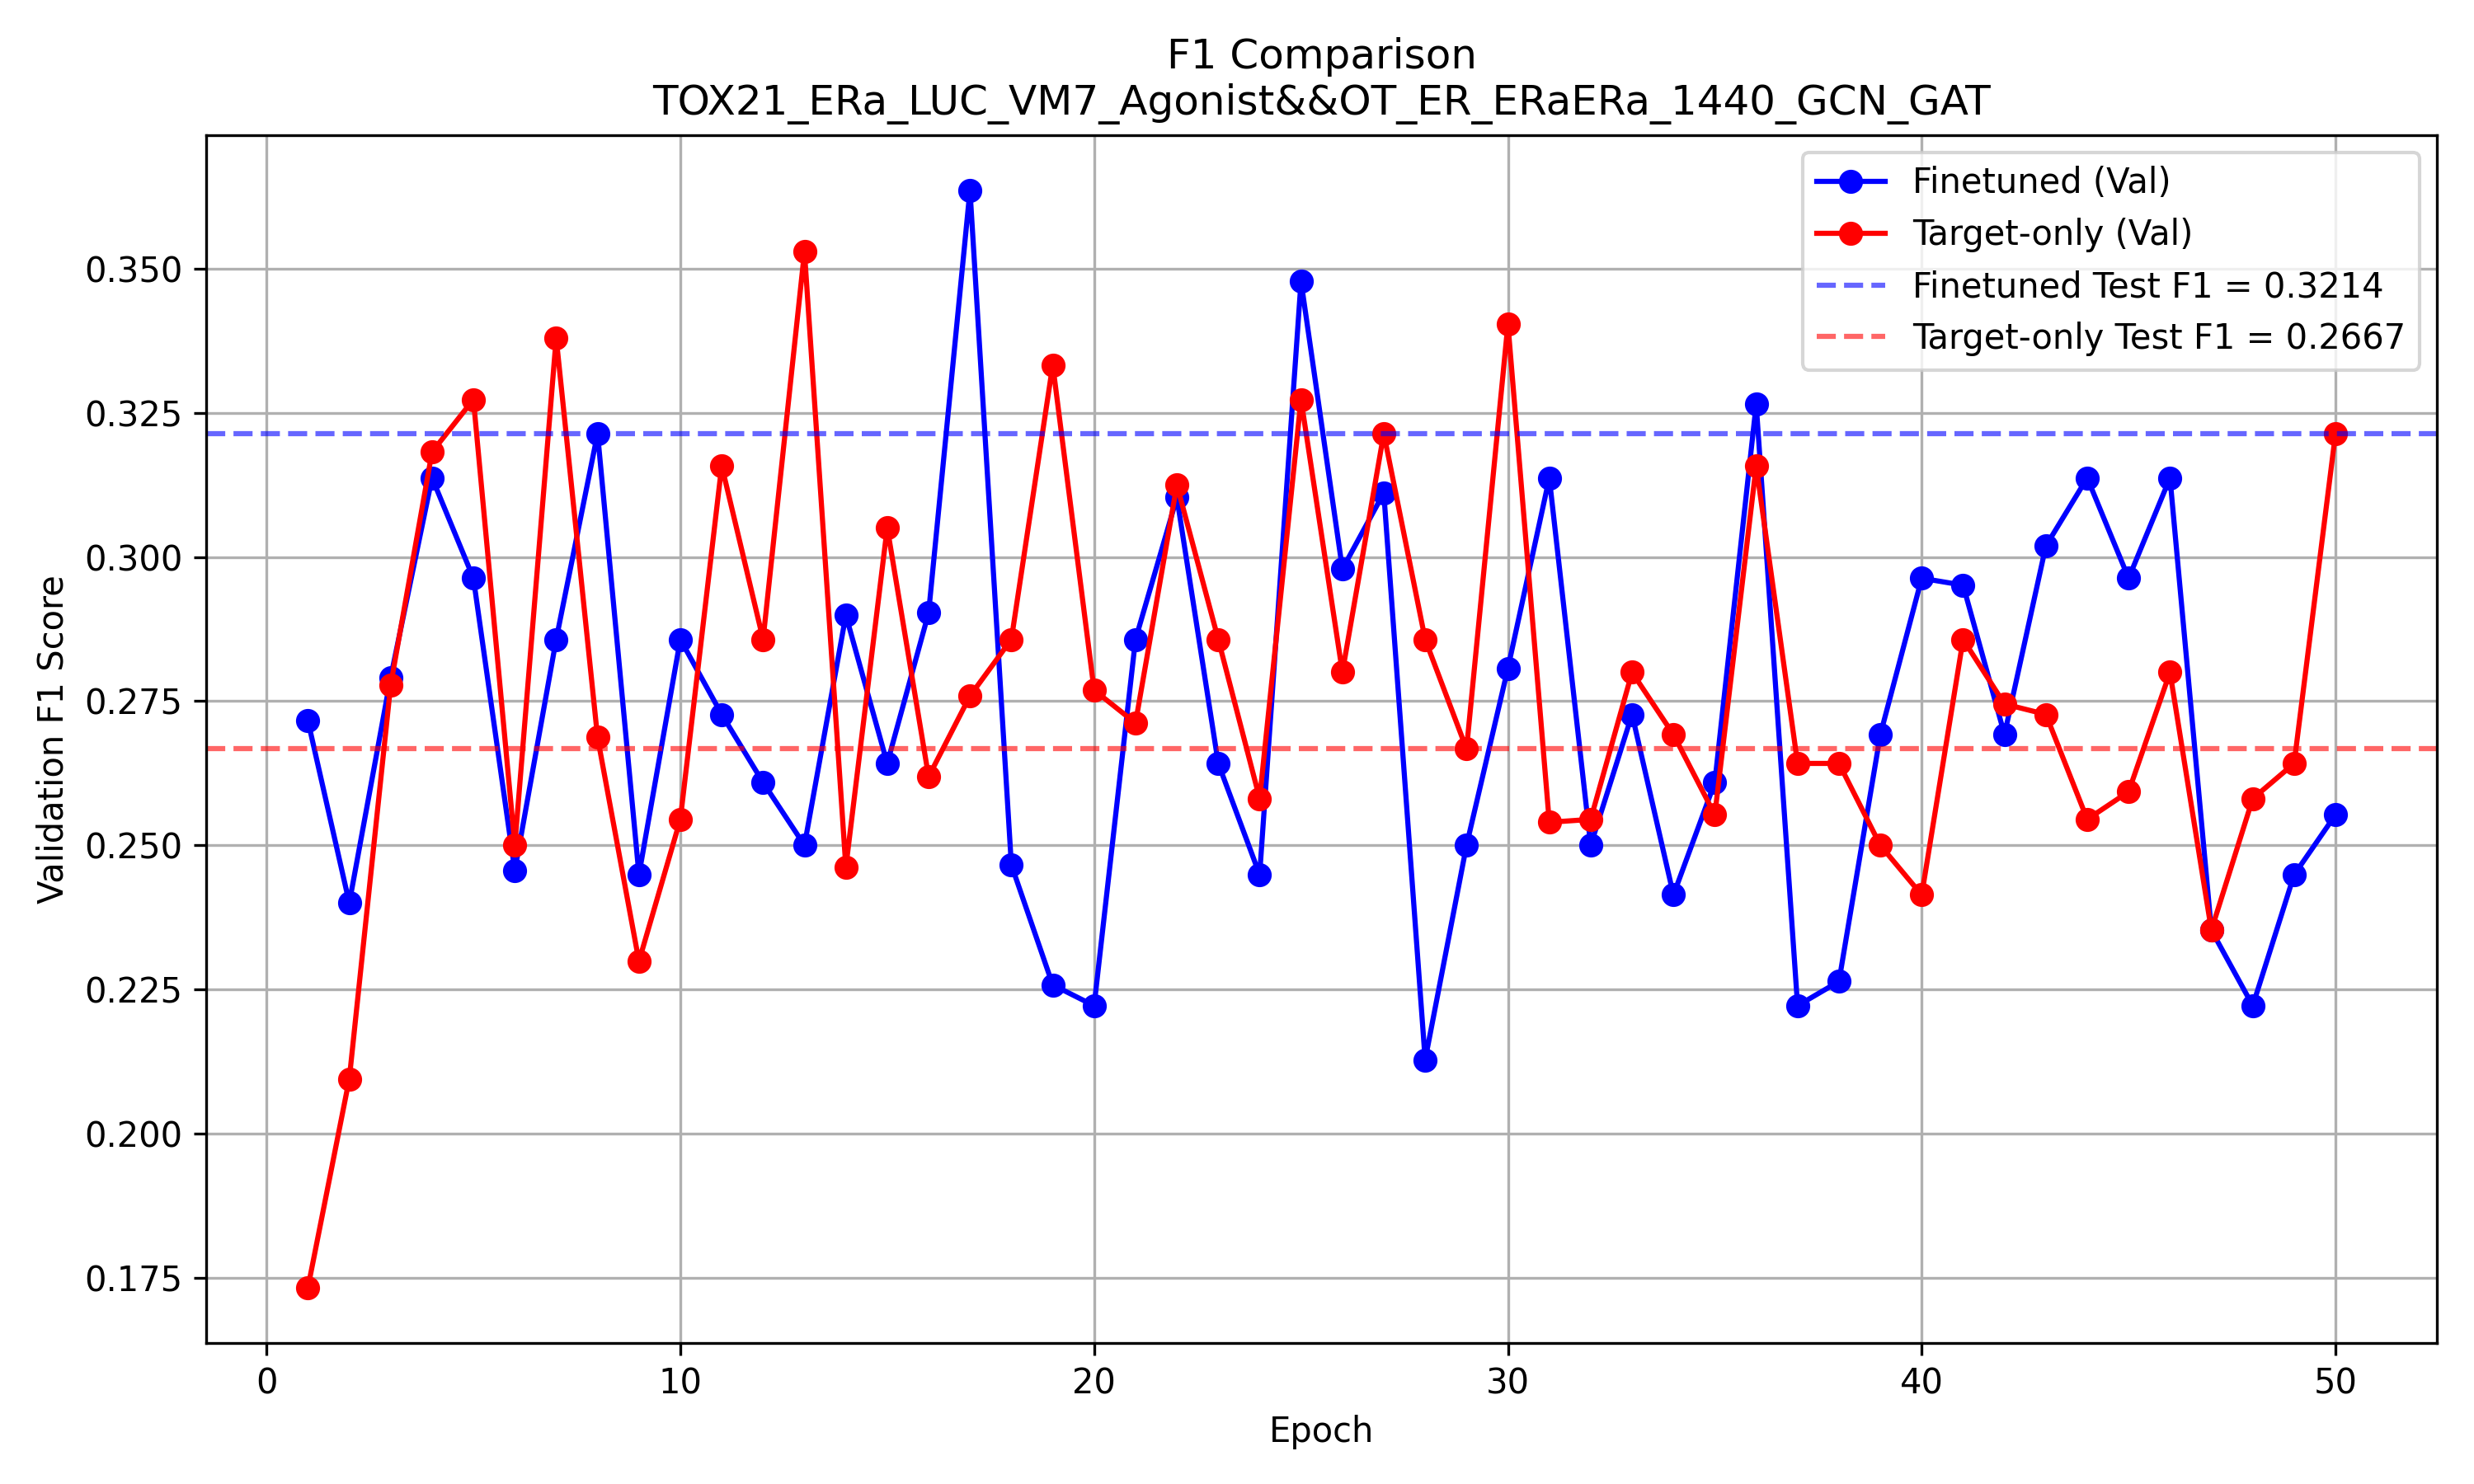 F1 Comparison
TOX21_ERa_LUC_VM7_Agonist&&OT_ER_ERaERa_1440_GCN_GAT
Finetuned (Val)
Target-only (Val)
Finetuned Test F1 = 0.3214
Target-only Test F1 = 0.2667
Validation F1 Score
0.350
0.325
0.300
0.275
0.250
0.225
0.200
0.175
0 10 20 30 40 50
Epoch